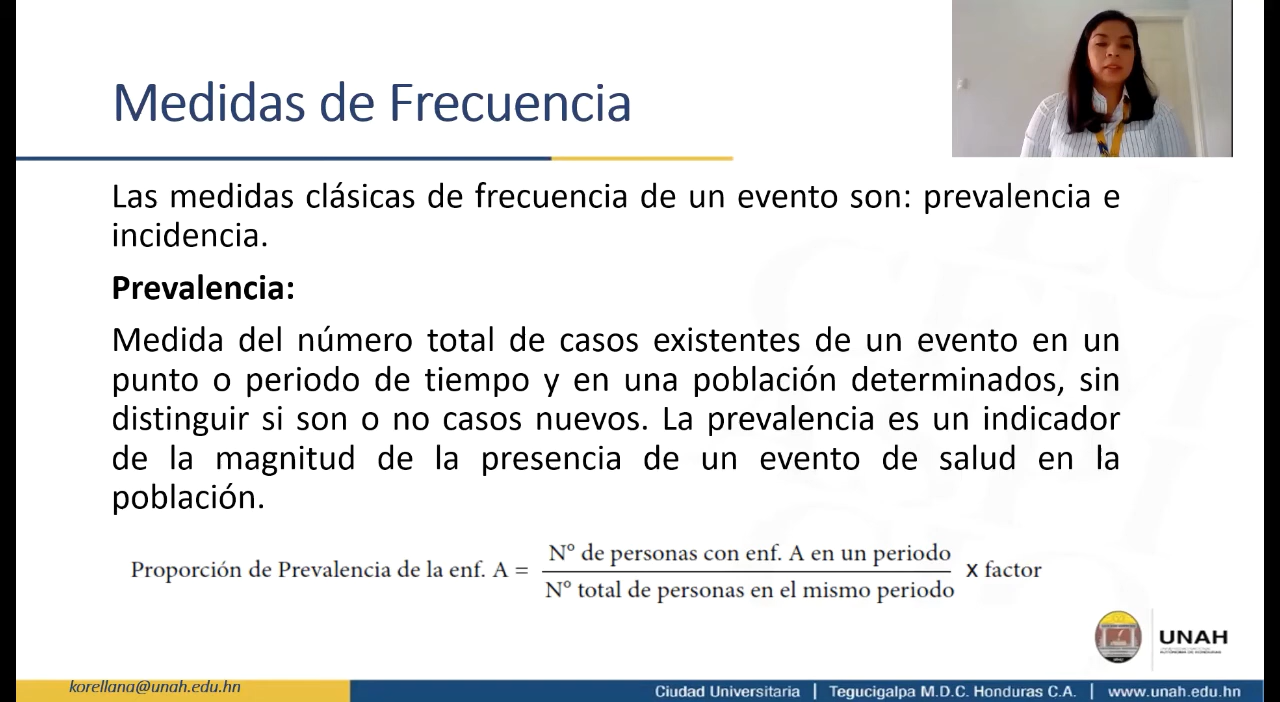 Medidas de Frecuencia
Las medidas clásicas de frecuencia de un evento son: prevalencia e
incidencia.
Prevalencia:
Medida del número total de casos existentes de un evento en un
punto o periodo de tiempo y en una población determinados, sin
distinguir si son o no casos nuevos. La prevalencia es un indicador
de la magnitud de la presencia de un evento de salud en la
población.
Proporción de Prevalencia de la enf. A =
N° de personas con enf. A en un periodo
N° total de personas en el mismo periodo
x factor
UNAH
korellana@unah.edu.hn
Ciudad Universitaria | Tegucigalpa M.D.C. Honduras C.A. | www.unah.edu.hn